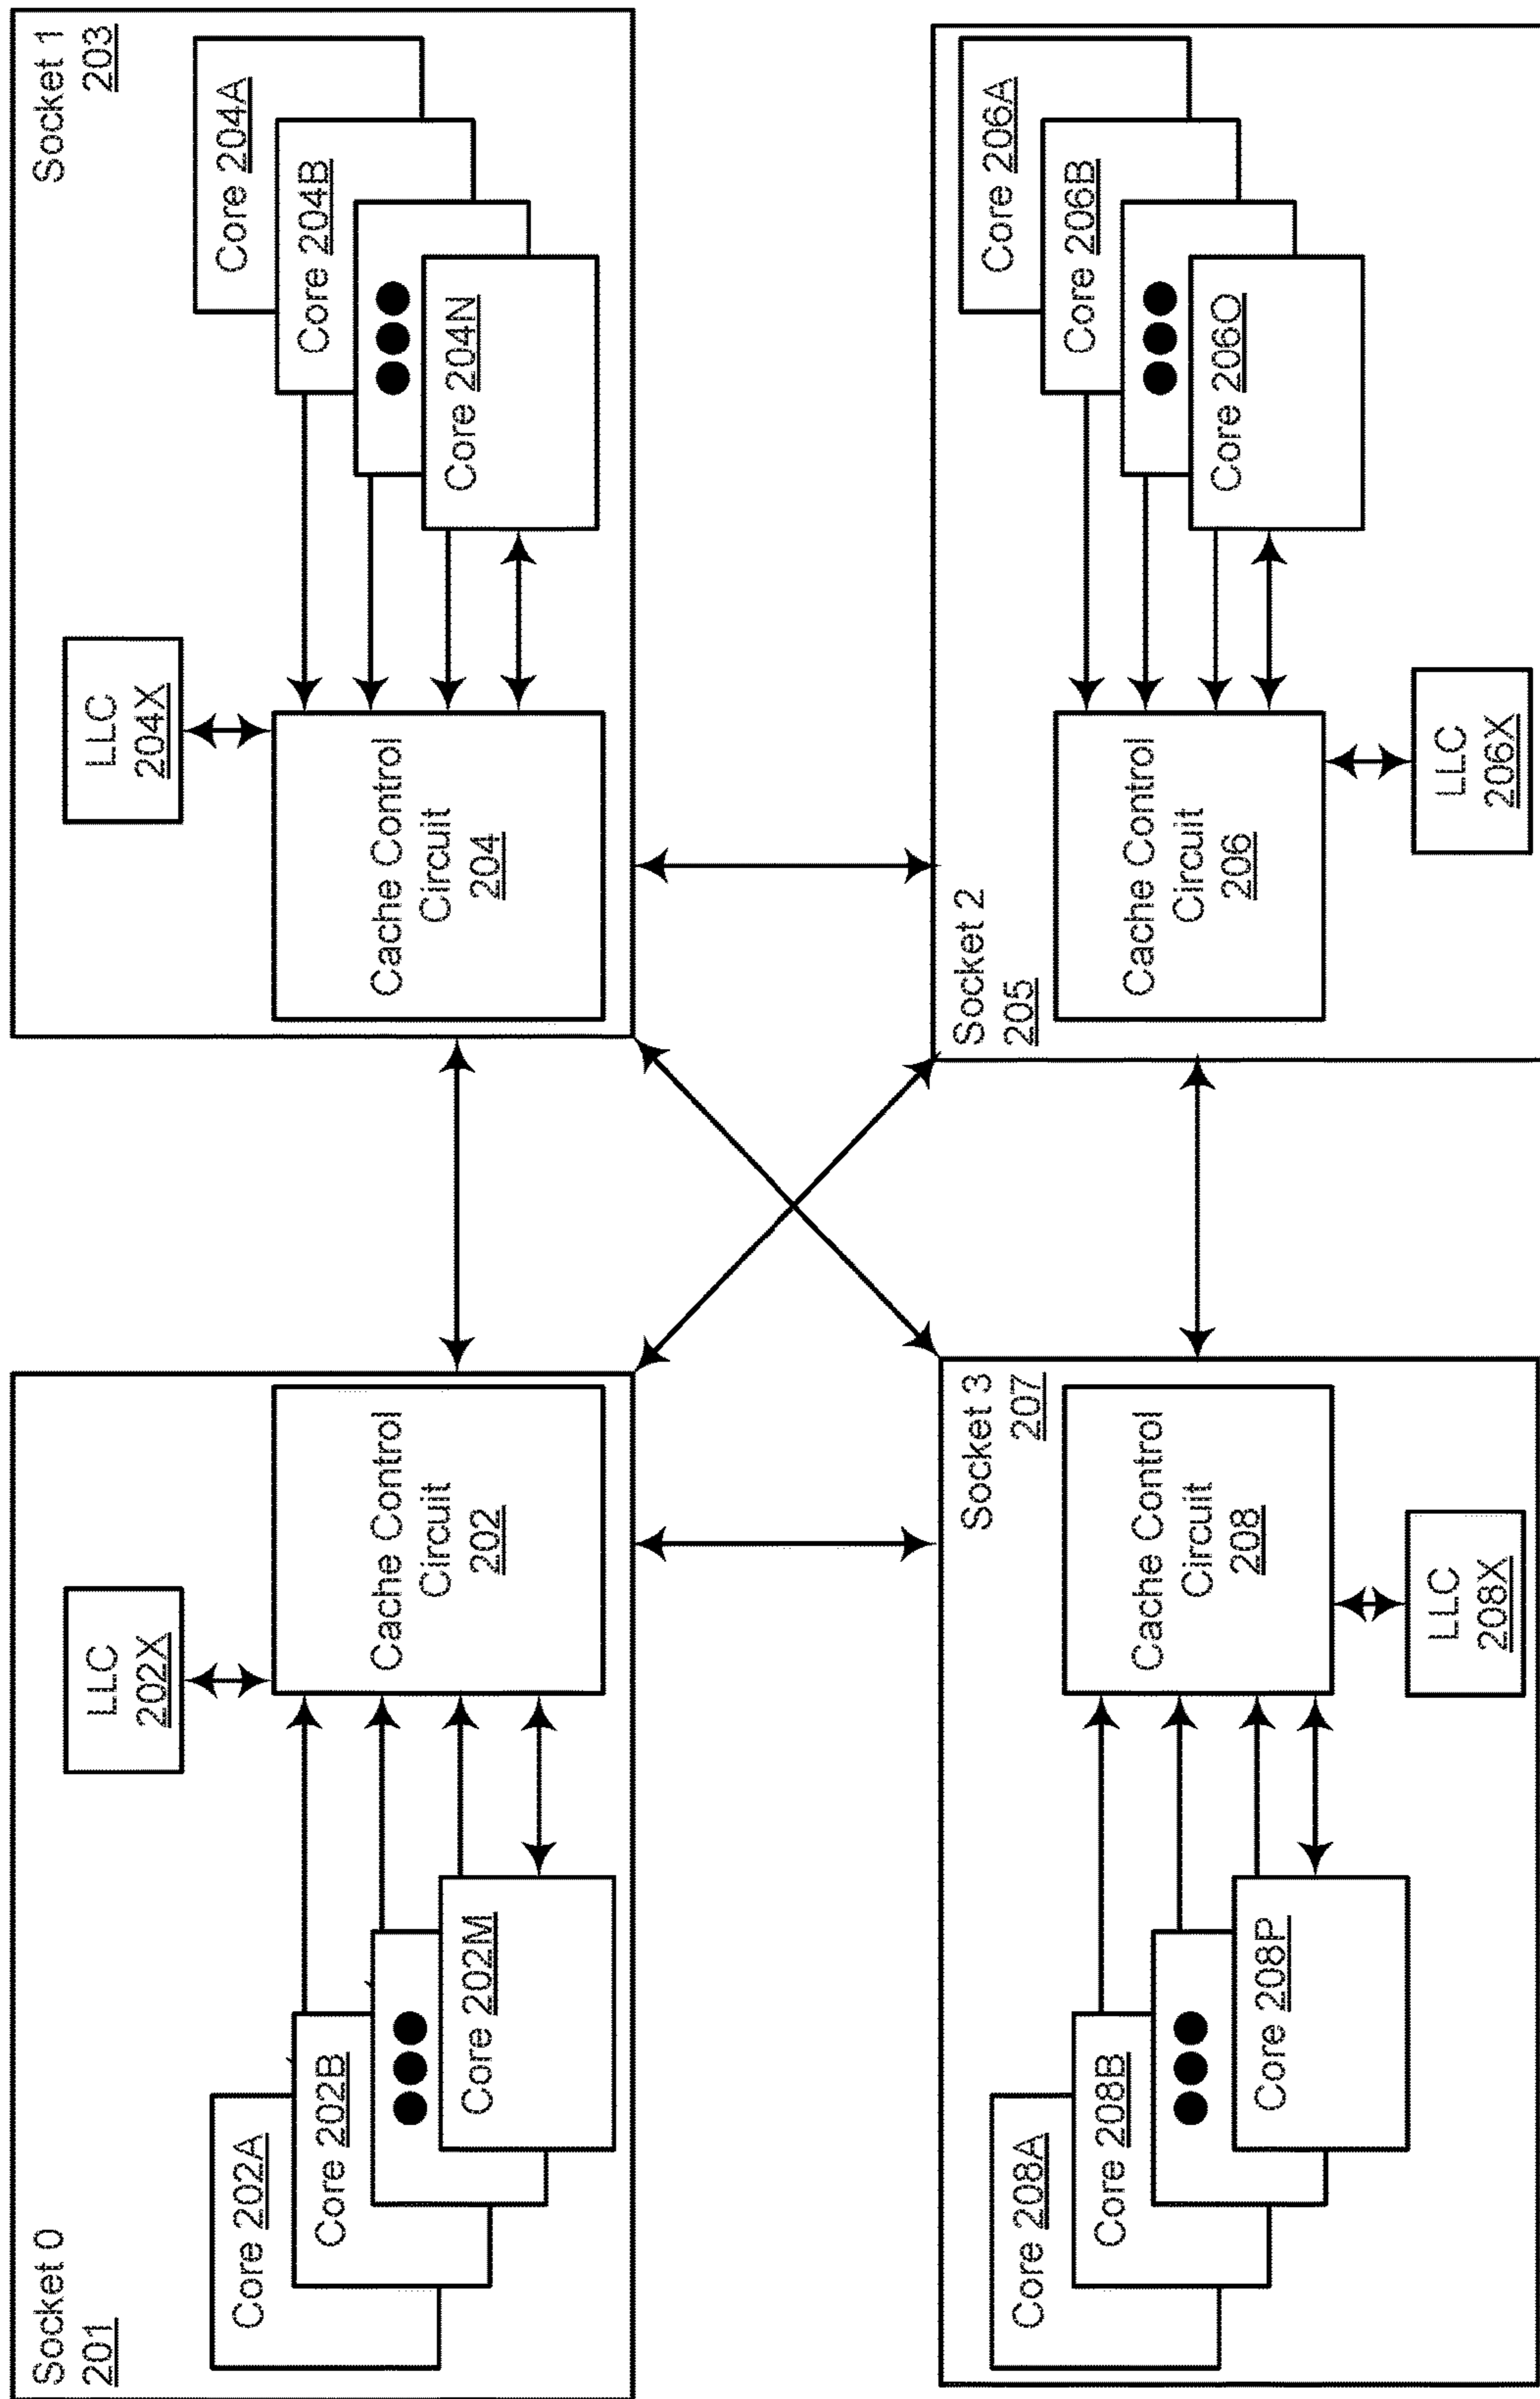 Socket 0
201
Core 202A
Core 202B
Core 202M
LLC
202X
Cache Control
Circuit
202
Socket 1
203
LLC
204X
Cache Control
Circuit
204
Core 204A
Core 204B
Core 204N
Core 208A
Core 208B
Core 208P
Socket 3
207
Cache Control
Circuit
208
LLC
208X
Socket 2
205
Cache Control
Circuit
206
LLC
206X
Core 206A
Core 206B
Core 206O